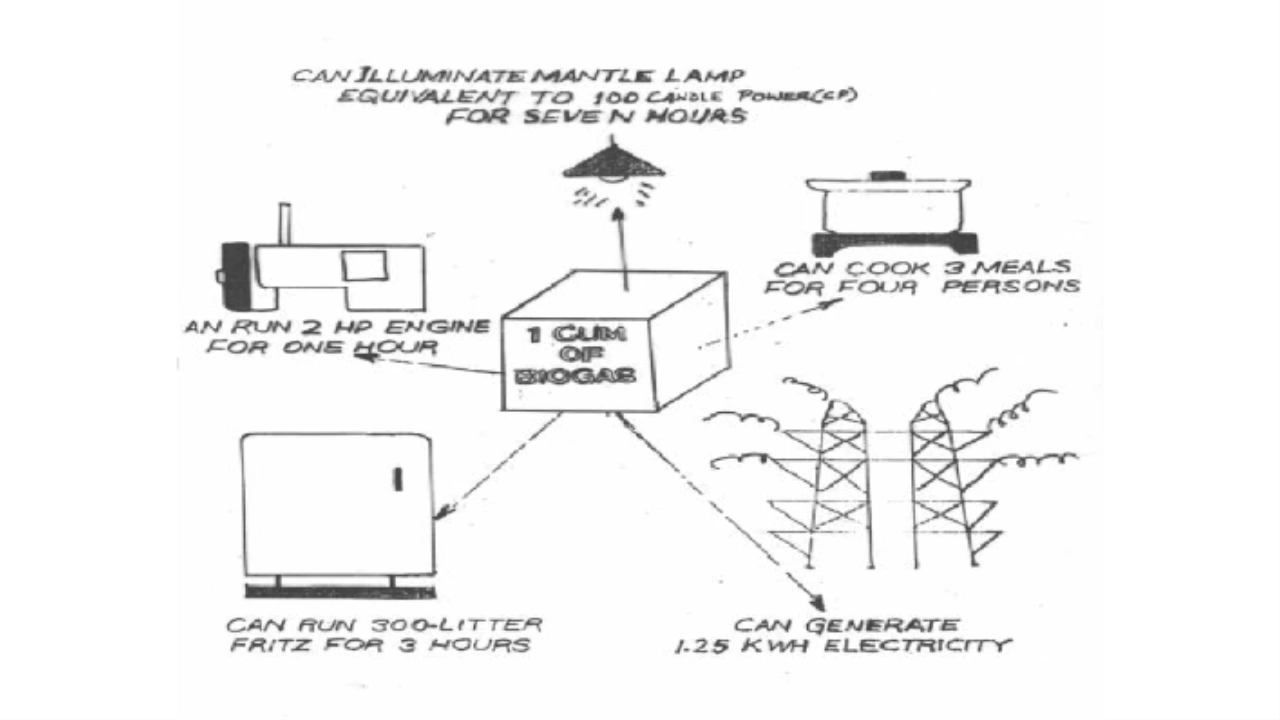 CAN ILLUMINATE MANTLE LAMP
EQUIVALENT TO 100 CANDLE POWER(CP)
FOR SEVEN HOURS
CAN COOK 3 MEALS
FOR FOUR PERSONS
AN RUN 2 HP ENGINE
FOR ONE HOUR
1 CUM
OF
BIOGAS
CAN RUN 300-LITTER
FRITZ FOR 3 HOURS
CAN GENERATE
1.25 KWH ELECTRICITY